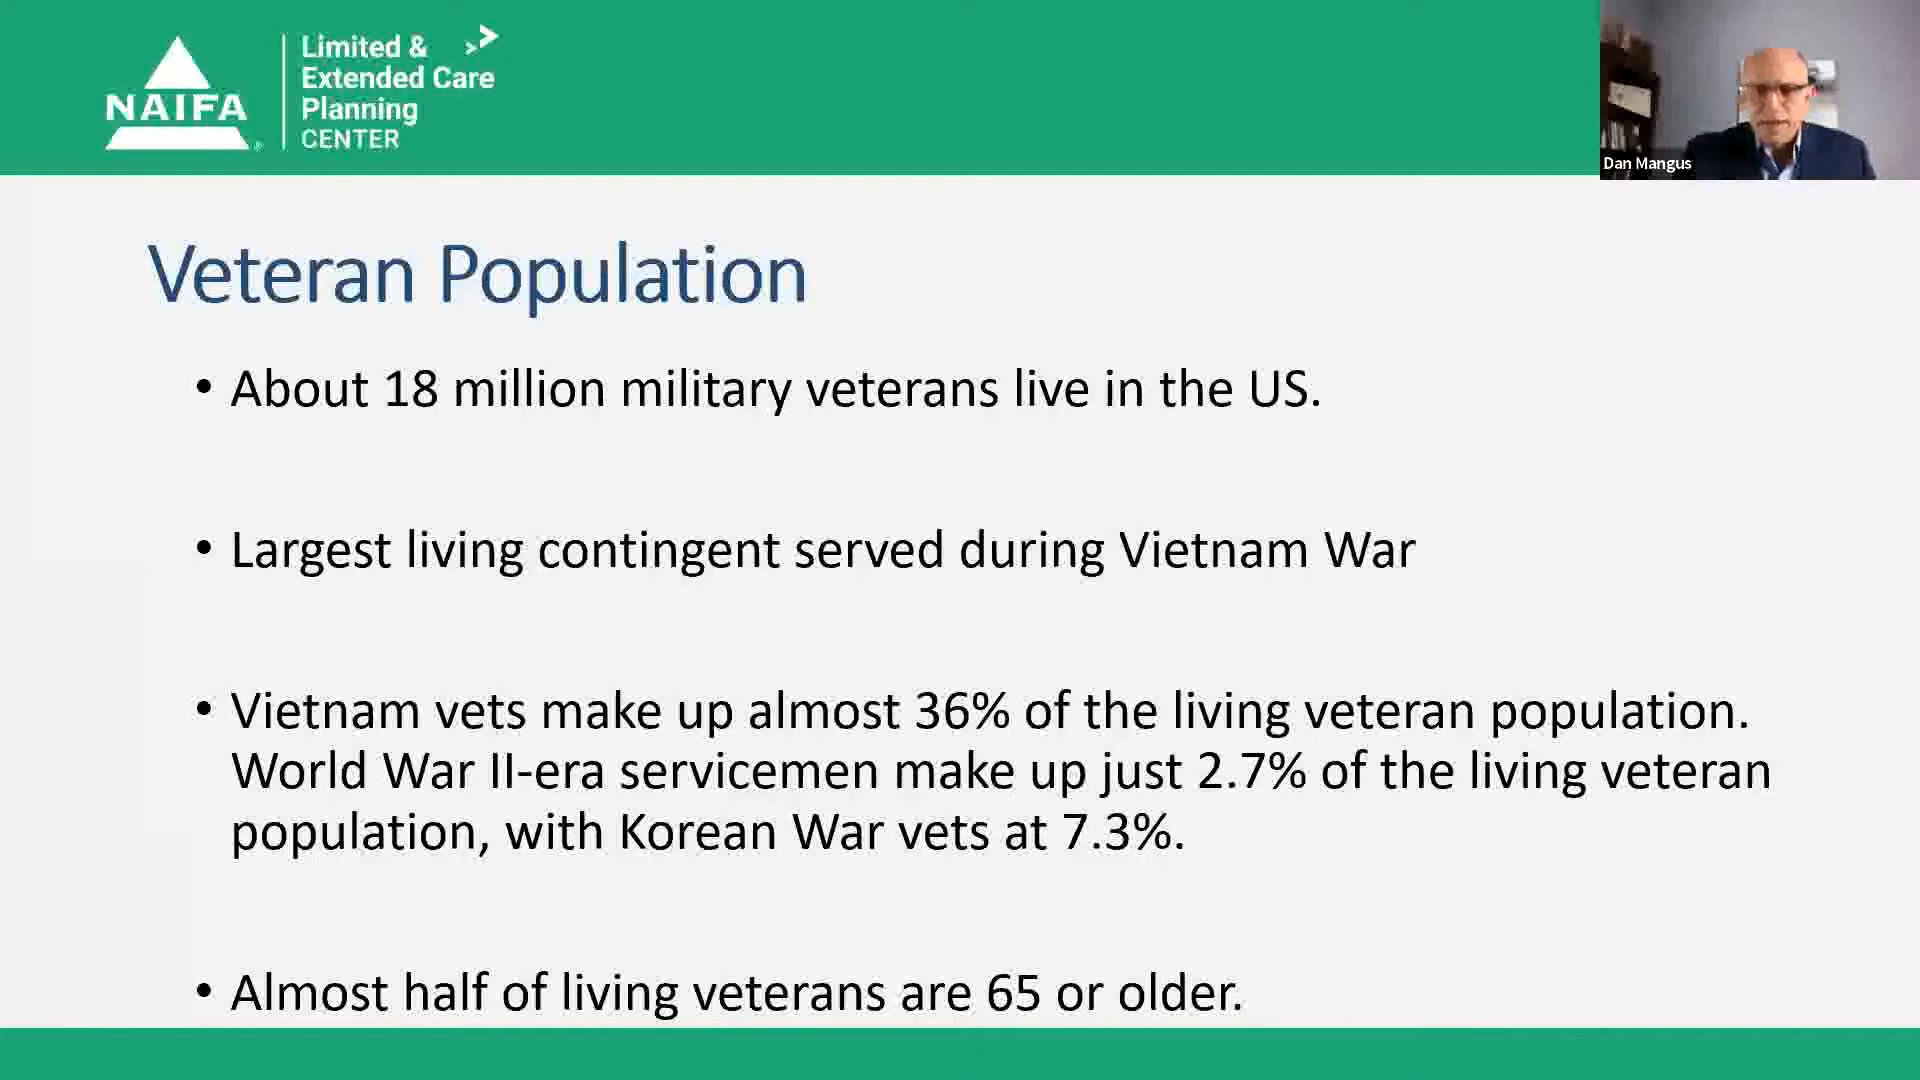 NAIFA
Limited &
Extended Care
Planning
CENTER
Dan Mangus
Veteran Population
• About 18 million military veterans live in the US.
• Largest living contingent served during Vietnam War
• Vietnam vets make up almost 36% of the living veteran population.
World War II-era servicemen make up just 2.7% of the living veteran
population, with Korean War vets at 7.3%.
• Almost half of living veterans are 65 or older.